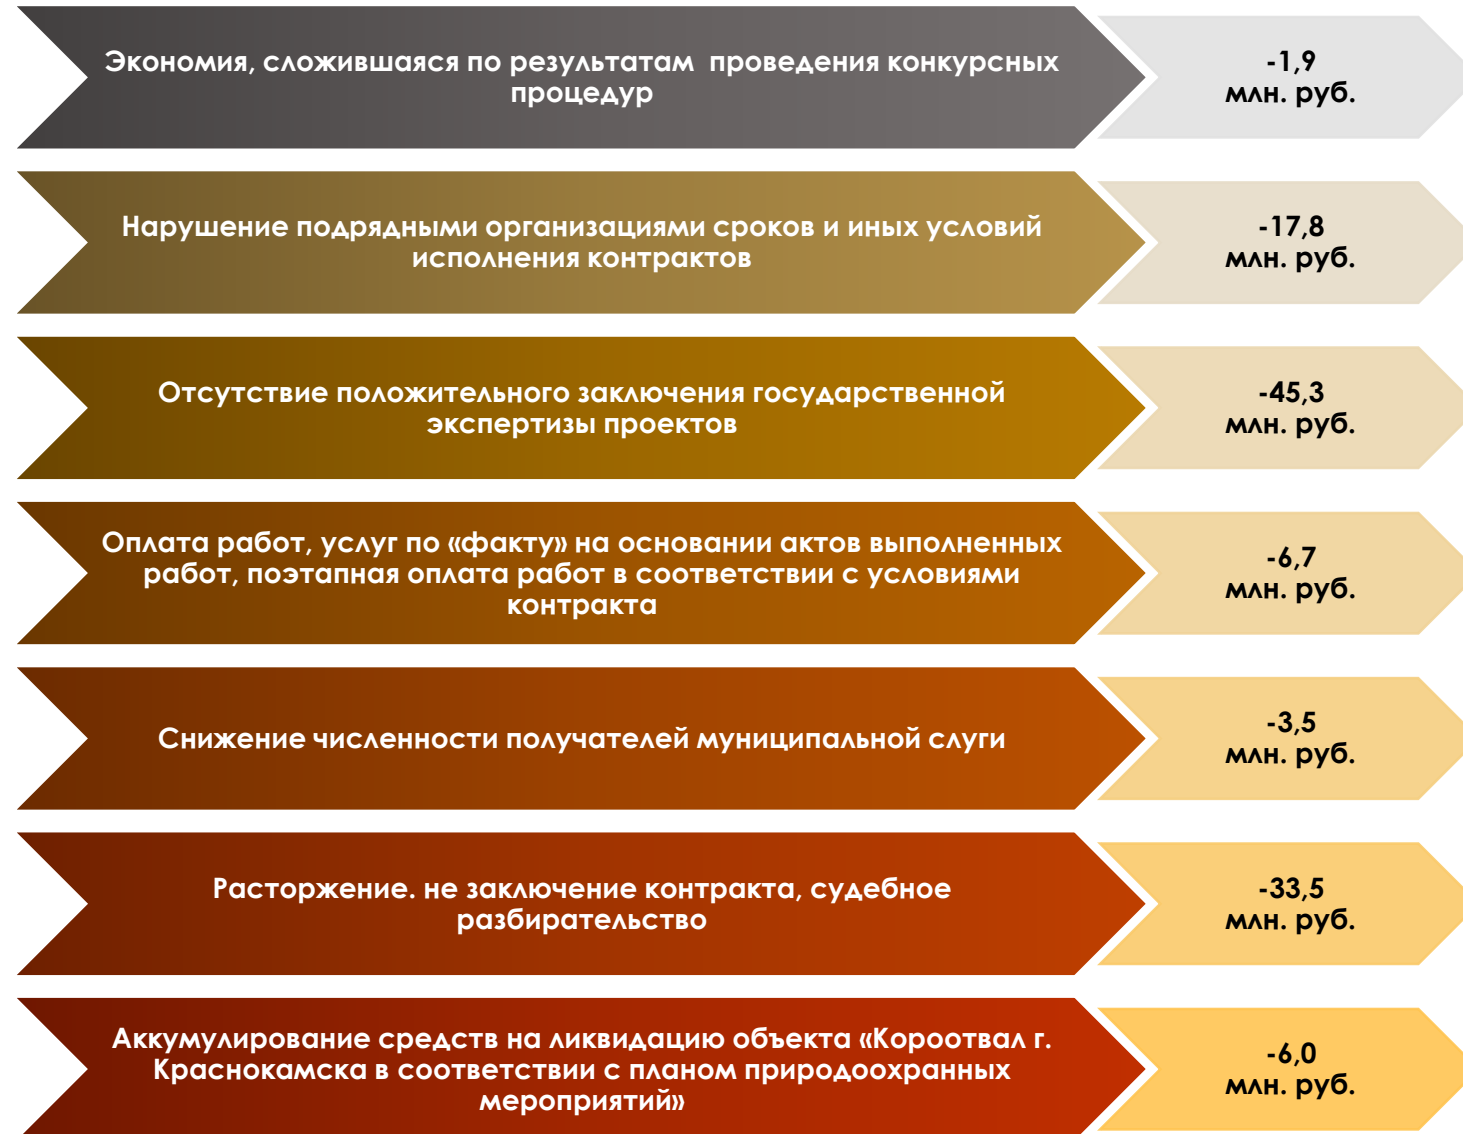 Экономия, сложившаяся по результатам проведения конкурсных
процедур
-1,9
млн. руб.
Нарушение подрядными организациями сроков и иных условий
исполнения контрактов
-17,8
млн. руб.
Отсутствие положительного заключения государственной
экспертизы проектов
-45,3
млн. руб.
Оплата работ, услуг по «факту» на основании актов выполненных
работ, поэтапная оплата работ в соответствии с условиями
контракта
-6,7
млн. руб.
Снижение численности получателей муниципальной слуги
-3,5
млн. руб.
Расторжение. не заключение контракта, судебное
разбирательство
-33,5
млн. руб.
Аккумулирование средств на ликвидацию объекта «Короотвал г.
Краснокамска в соответствии с планом природоохранных
мероприятий»
-6,0
млн. руб.